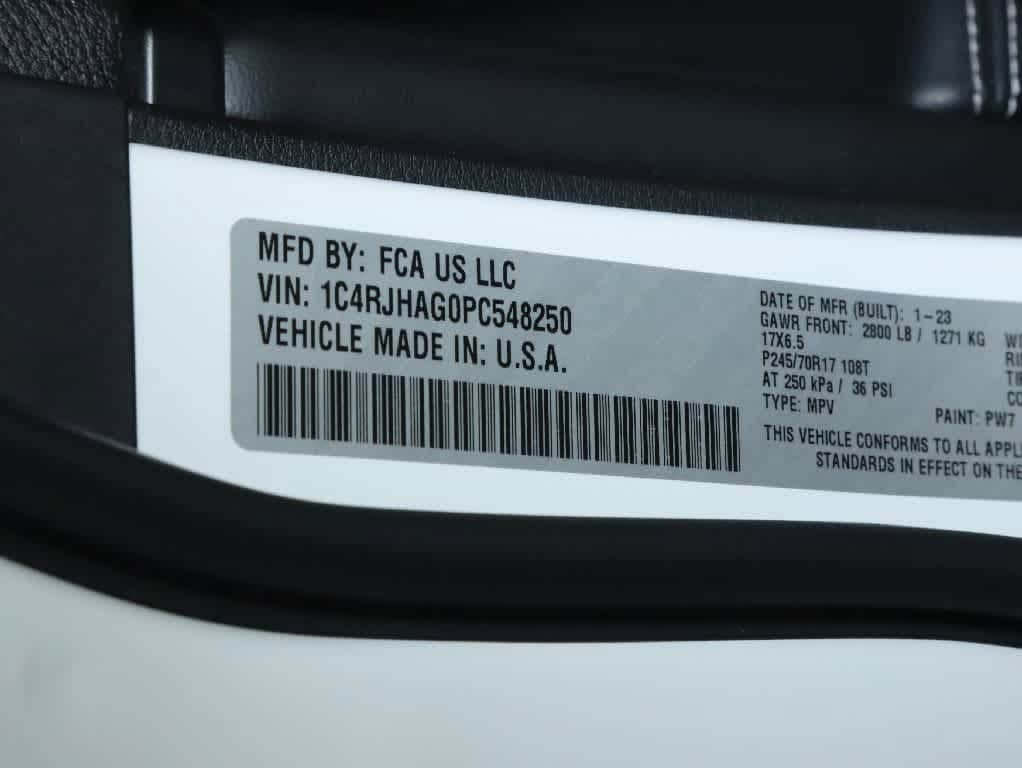 MFD BY: FCA US LLC
VIN: 1C4RJHAG0PC548250
VEHICLE MADE IN: U.S.A.
DATE OF MFR (BUILT): 1-23
GAWR FRONT: 2800 LB / 1271 KG
17X6.5
P245/70R17 108T
AT 250 kPa / 36 PSI
TYPE: MPV
PAINT: PW7
THIS VEHICLE CONFORMS TO ALL
STANDARDS IN EFFECT ON THE